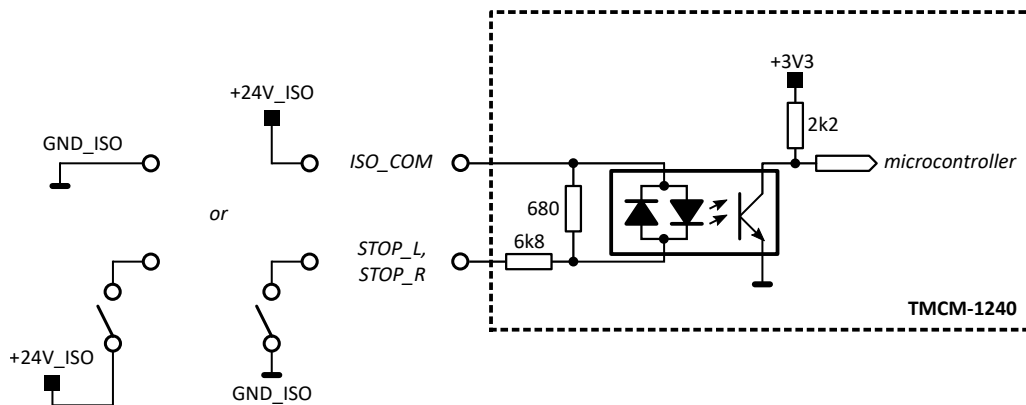 +3V3
+24V_ISO
2k2
GND_ISO
ISO_COM
microcontroller
or
680
6k8
STOP_L,
STOP_R
TMCM-1240
+24V_ISO
GND_ISO